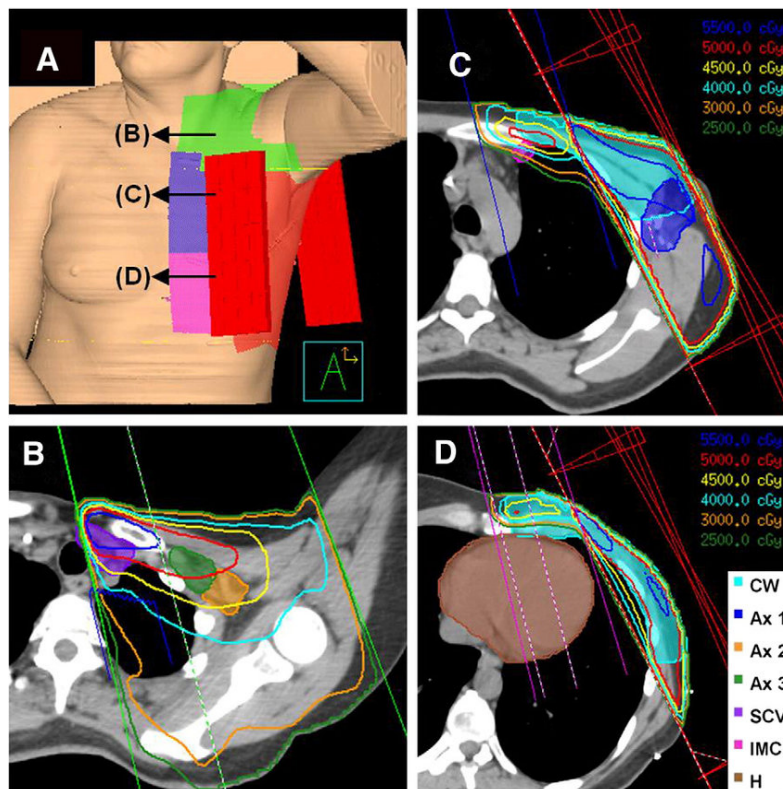 A
(B)
(C)
(D)
A
C
5500.0 cGy
5000.0 cGy
4500.0 cGy
4000.0 cGy
3000.0 cGy
2500.0 cGy
B
D
5500.0 cGy
5000.0 cGy
4500.0 cGy
4000.0 cGy
3000.0 cGy
2500.0 cGy
CW
Ax 1
Ax 2
Ax 3
SCV
IMC
H